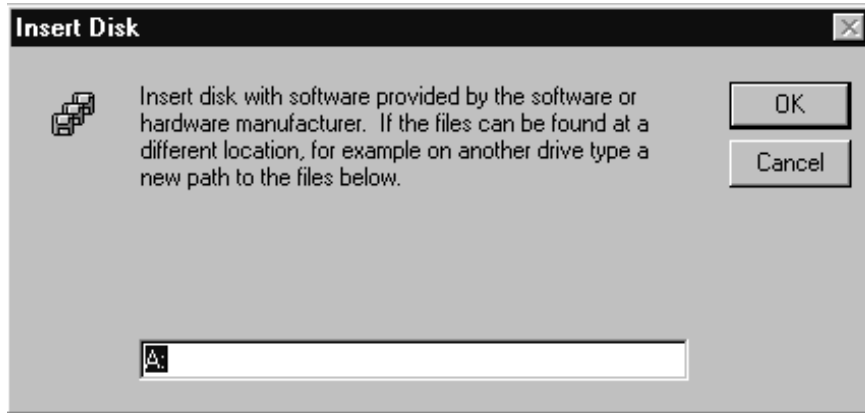 Insert Disk
Insert disk with software provided by the software or
hardware manufacturer.  If the files can be found at a
different location, for example on another drive type a
new path to the files below.
OK
Cancel
A: